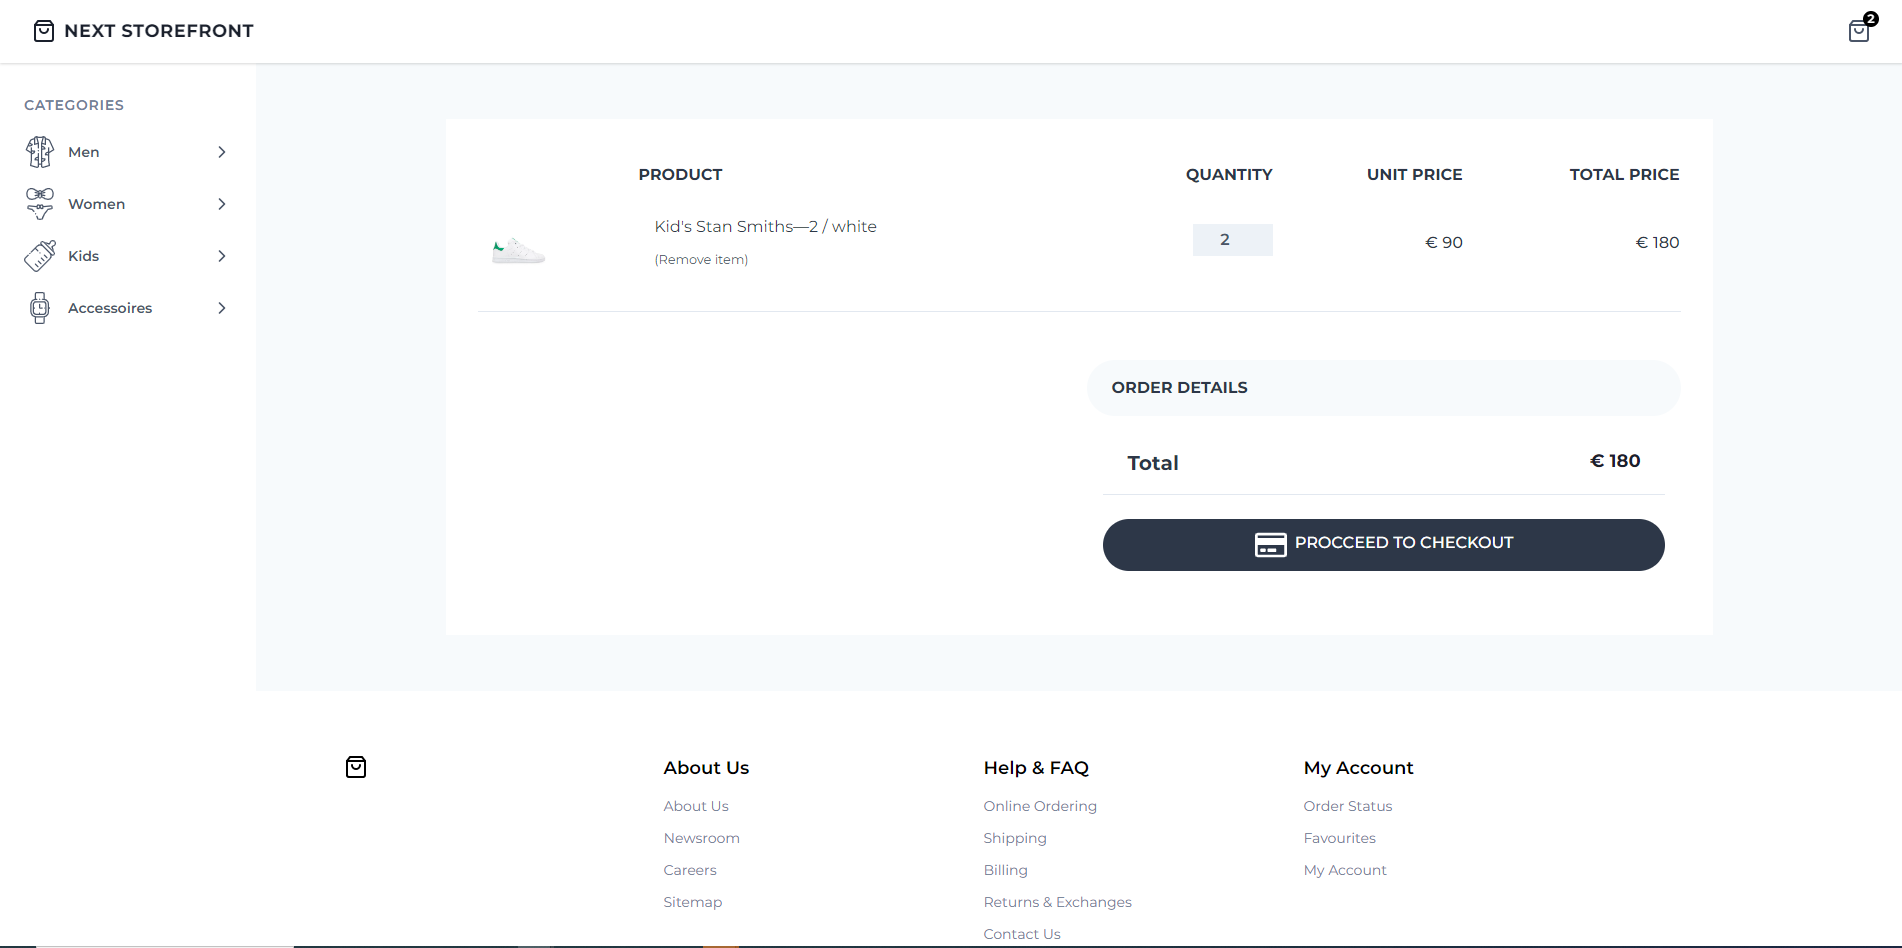 NEXT STOREFRONT
2
CATEGORIES
Men
Women
Kids
Accessoires
PRODUCT QUANTITY UNIT PRICE TOTAL PRICE
Kid's Stan Smiths—2 / white
(Remove item)
2 € 90 € 180
ORDER DETAILS
Total € 180
PROCCEED TO CHECKOUT
About Us
About Us
Newsroom
Careers
Sitemap
Help & FAQ
Online Ordering
Shipping
Billing
Returns & Exchanges
Contact Us
My Account
Order Status
Favourites
My Account